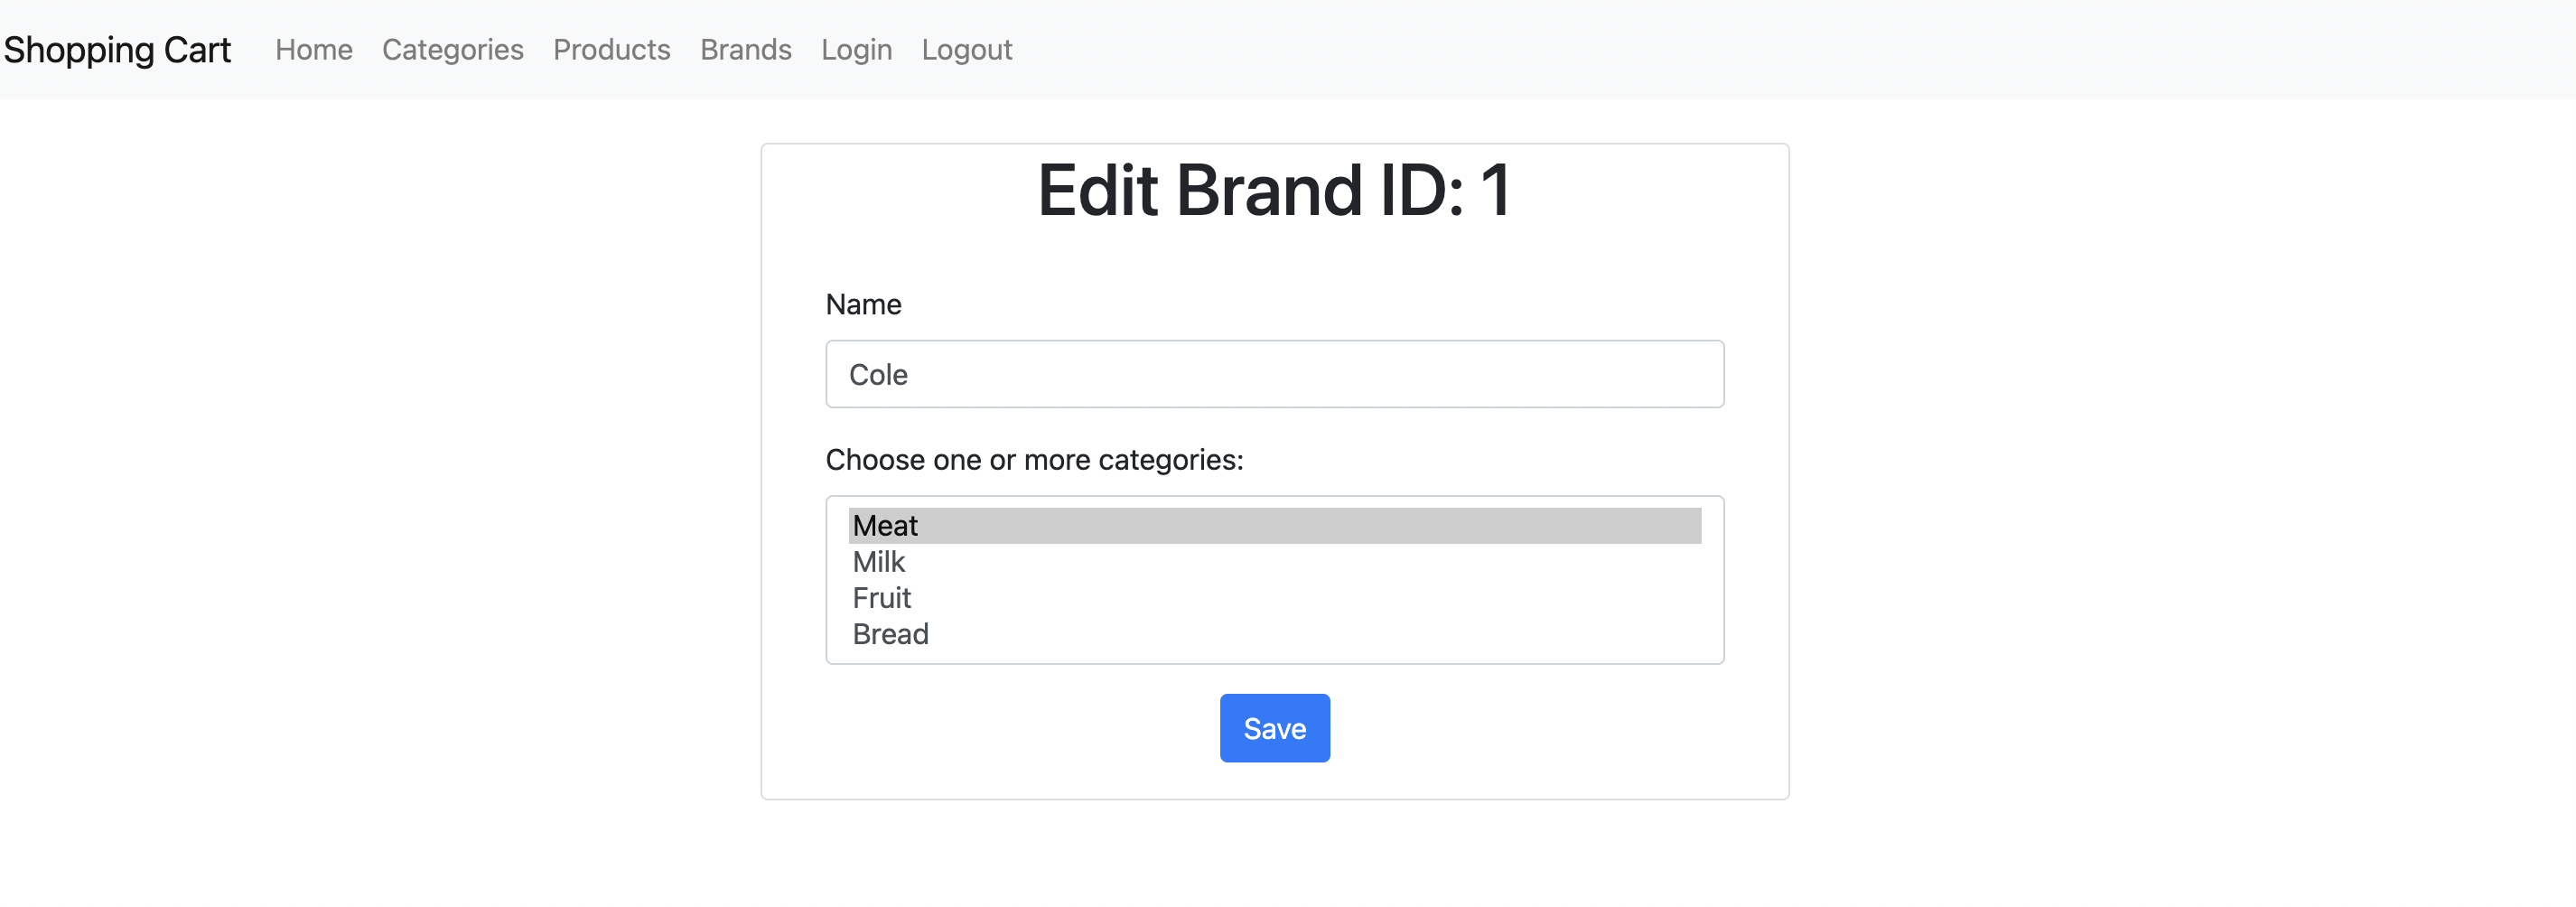 Shopping Cart Home Categories Products Brands Login Logout
Edit Brand ID: 1
Name
Cole
Choose one or more categories:
Meat
Milk
Fruit
Bread
Save